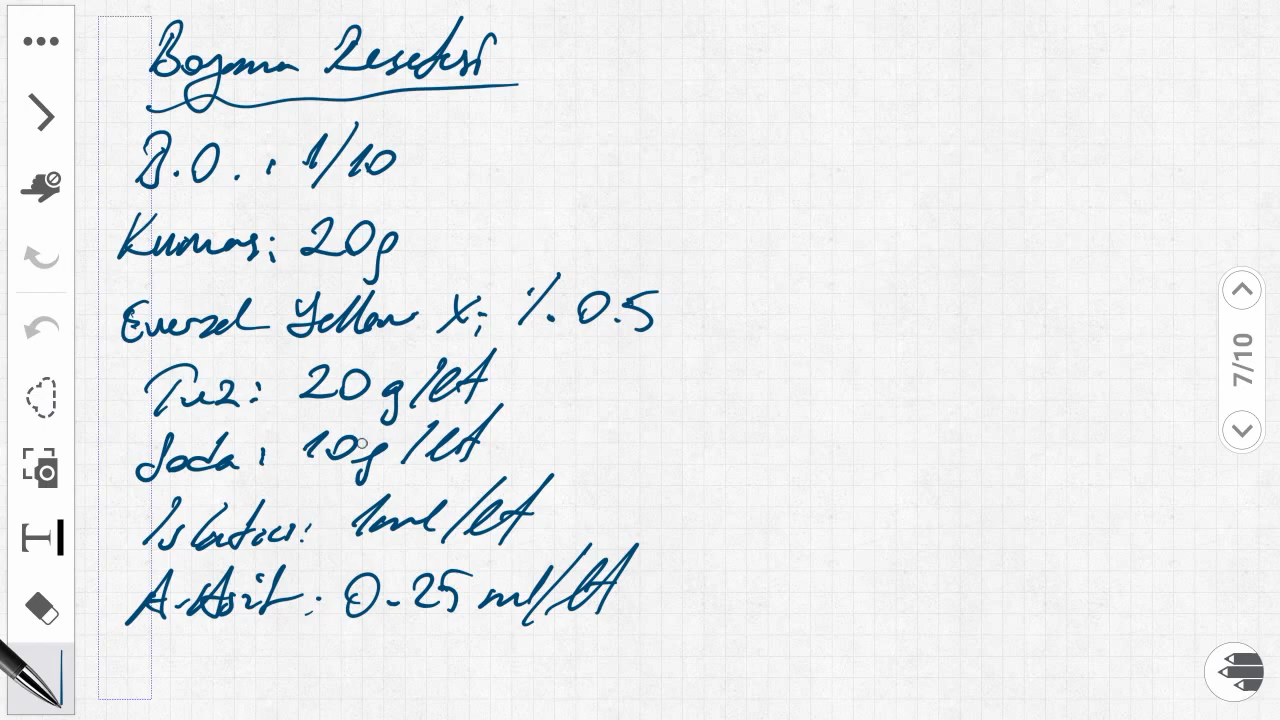 Boyama Reçetesi
B.O. : 1/10
Kumaş: 20g
Everzol Yellow X: %0.5
Tuz: 20 g/lt
Soda: 10g/lt
Islatıcı: 1ml/lt
A-Asit: 0.25 ml/lt
7/10
T